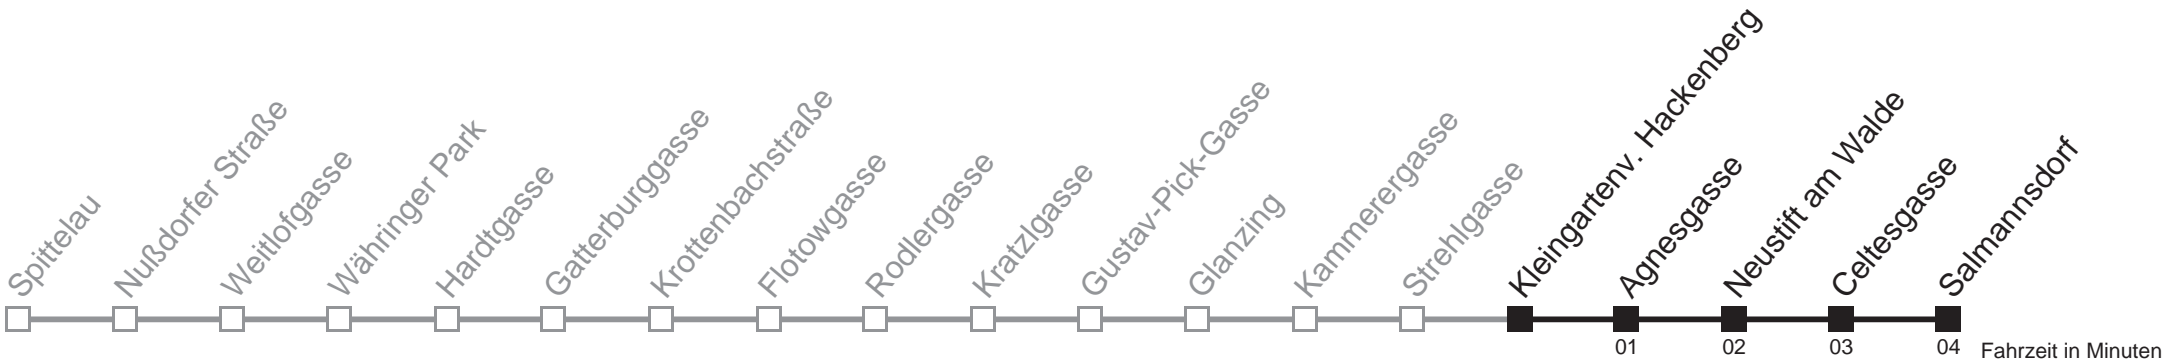 Spittelau
Nußdorfer Straße
Weitlofgasse
Währinger Park
Hardtgasse
Gatterburggasse
Krottenbachstraße
Flotowgasse
Rodlergasse
Kratzlgasse
Gustav-Pick-Gasse
Glanzing
Kammerergasse
Strehlgasse
Kleingartenv. Hackenberg
Agnesgasse
Neustift am Walde
Celtesgasse
Salmannsdorf
01
02
03
04
Fahrzeit in Minuten